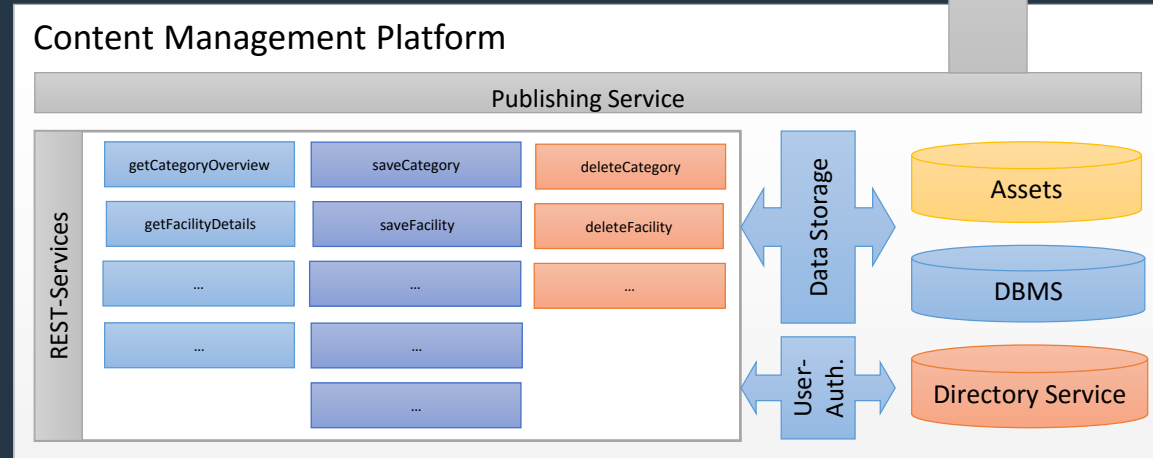 Content Management Platform
Publishing Service
REST-Services
getCategoryOverview
saveCategory
deleteCategory
getFacilityDetails
saveFacility
deleteFacility
...
...
...
...
...
...
Data Storage
User-
Auth.
Assets
DBMS
Directory Service